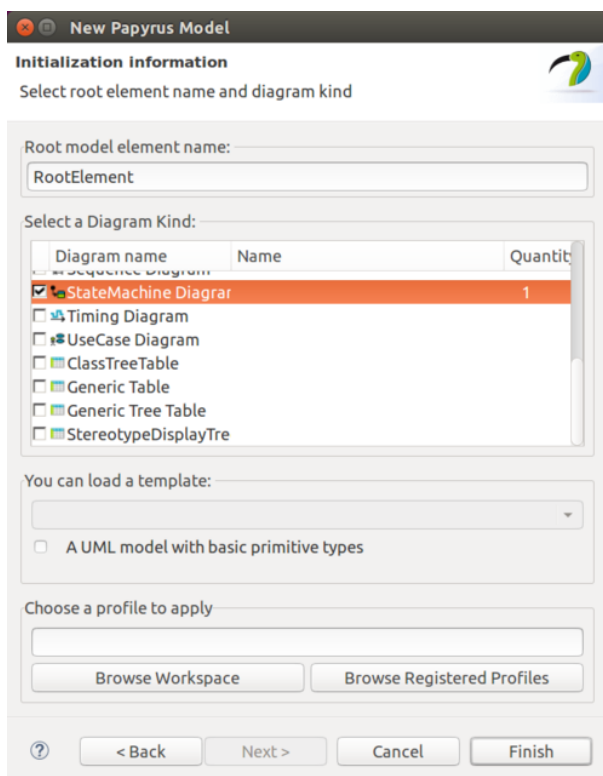 New Papyrus Model
Initialization information
Select root element name and diagram kind
Root model element name:
RootElement
Select a Diagram Kind:
Diagram name Name Quantit
Sequence Diagram
StateMachine Diagrar 1
Timing Diagram
UseCase Diagram
ClassTreeTable
Generic Table
Generic Tree Table
StereotypeDisplayTre
You can load a template:
A UML model with basic primitive types
Choose a profile to apply
Browse Workspace Browse Registered Profiles
? < Back Next > Cancel Finish